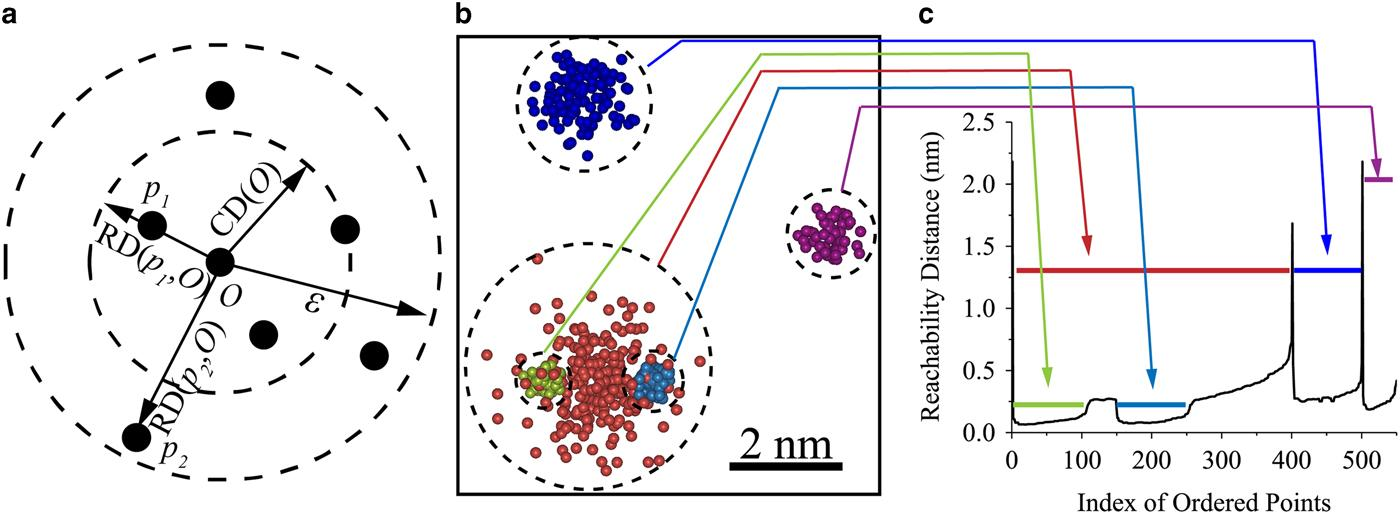 a
p1
CD(O)
RD(p1, O)
O
ε
RD(p2, O)
p2
b
2 nm
c
Reachability Distance (nm)
2.5
2.0
1.5
1.0
0.5
0.0
0 100 200 300 400 500
Index of Ordered Points